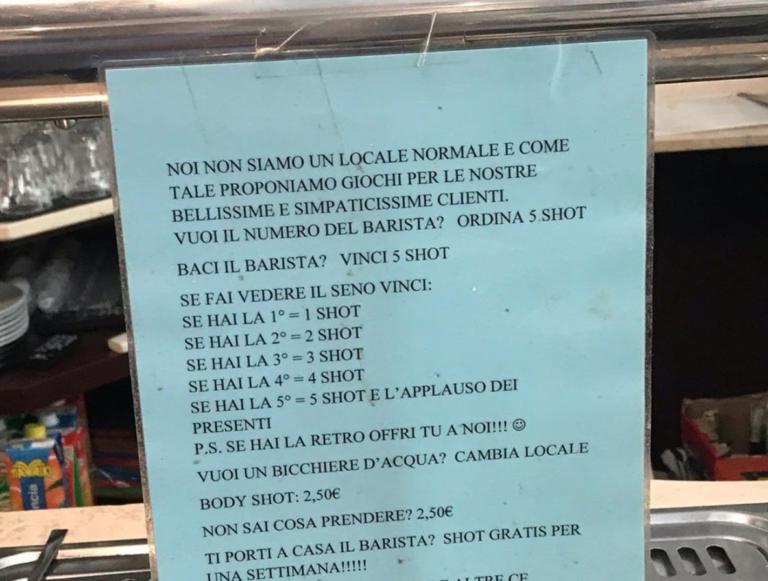 NOI NON SIAMO UN LOCALE NORMALE E COME
TALE PROPONIAMO GIOCHI PER LE NOSTRE
BELLISSIME E SIMPATICISSIME CLIENTI.
VUOI IL NUMERO DEL BARISTA? ORDINA 5 SHOT
BACI IL BARISTA? VINCI 5 SHOT
SE FAI VEDERE IL SENO VINCI:
SE HAI LA 1° = 1 SHOT
SE HAI LA 2° = 2 SHOT
SE HAI LA 3° = 3 SHOT
SE HAI LA 4° = 4 SHOT
SE HAI LA 5° = 5 SHOT E L'APPLAUSO DEI
PRESENTI
P.S. SE HAI LA RETRO OFFRI TU A NOI!!! ☺
VUOI UN BICCHIERE D'ACQUA? CAMBIA LOCALE
BODY SHOT: 2,50€
NON SAI COSA PRENDERE? 2,50€
TI PORTI A CASA IL BARISTA? SHOT GRATIS PER
UNA SETTIMANA!!!!!
ALTRE CE